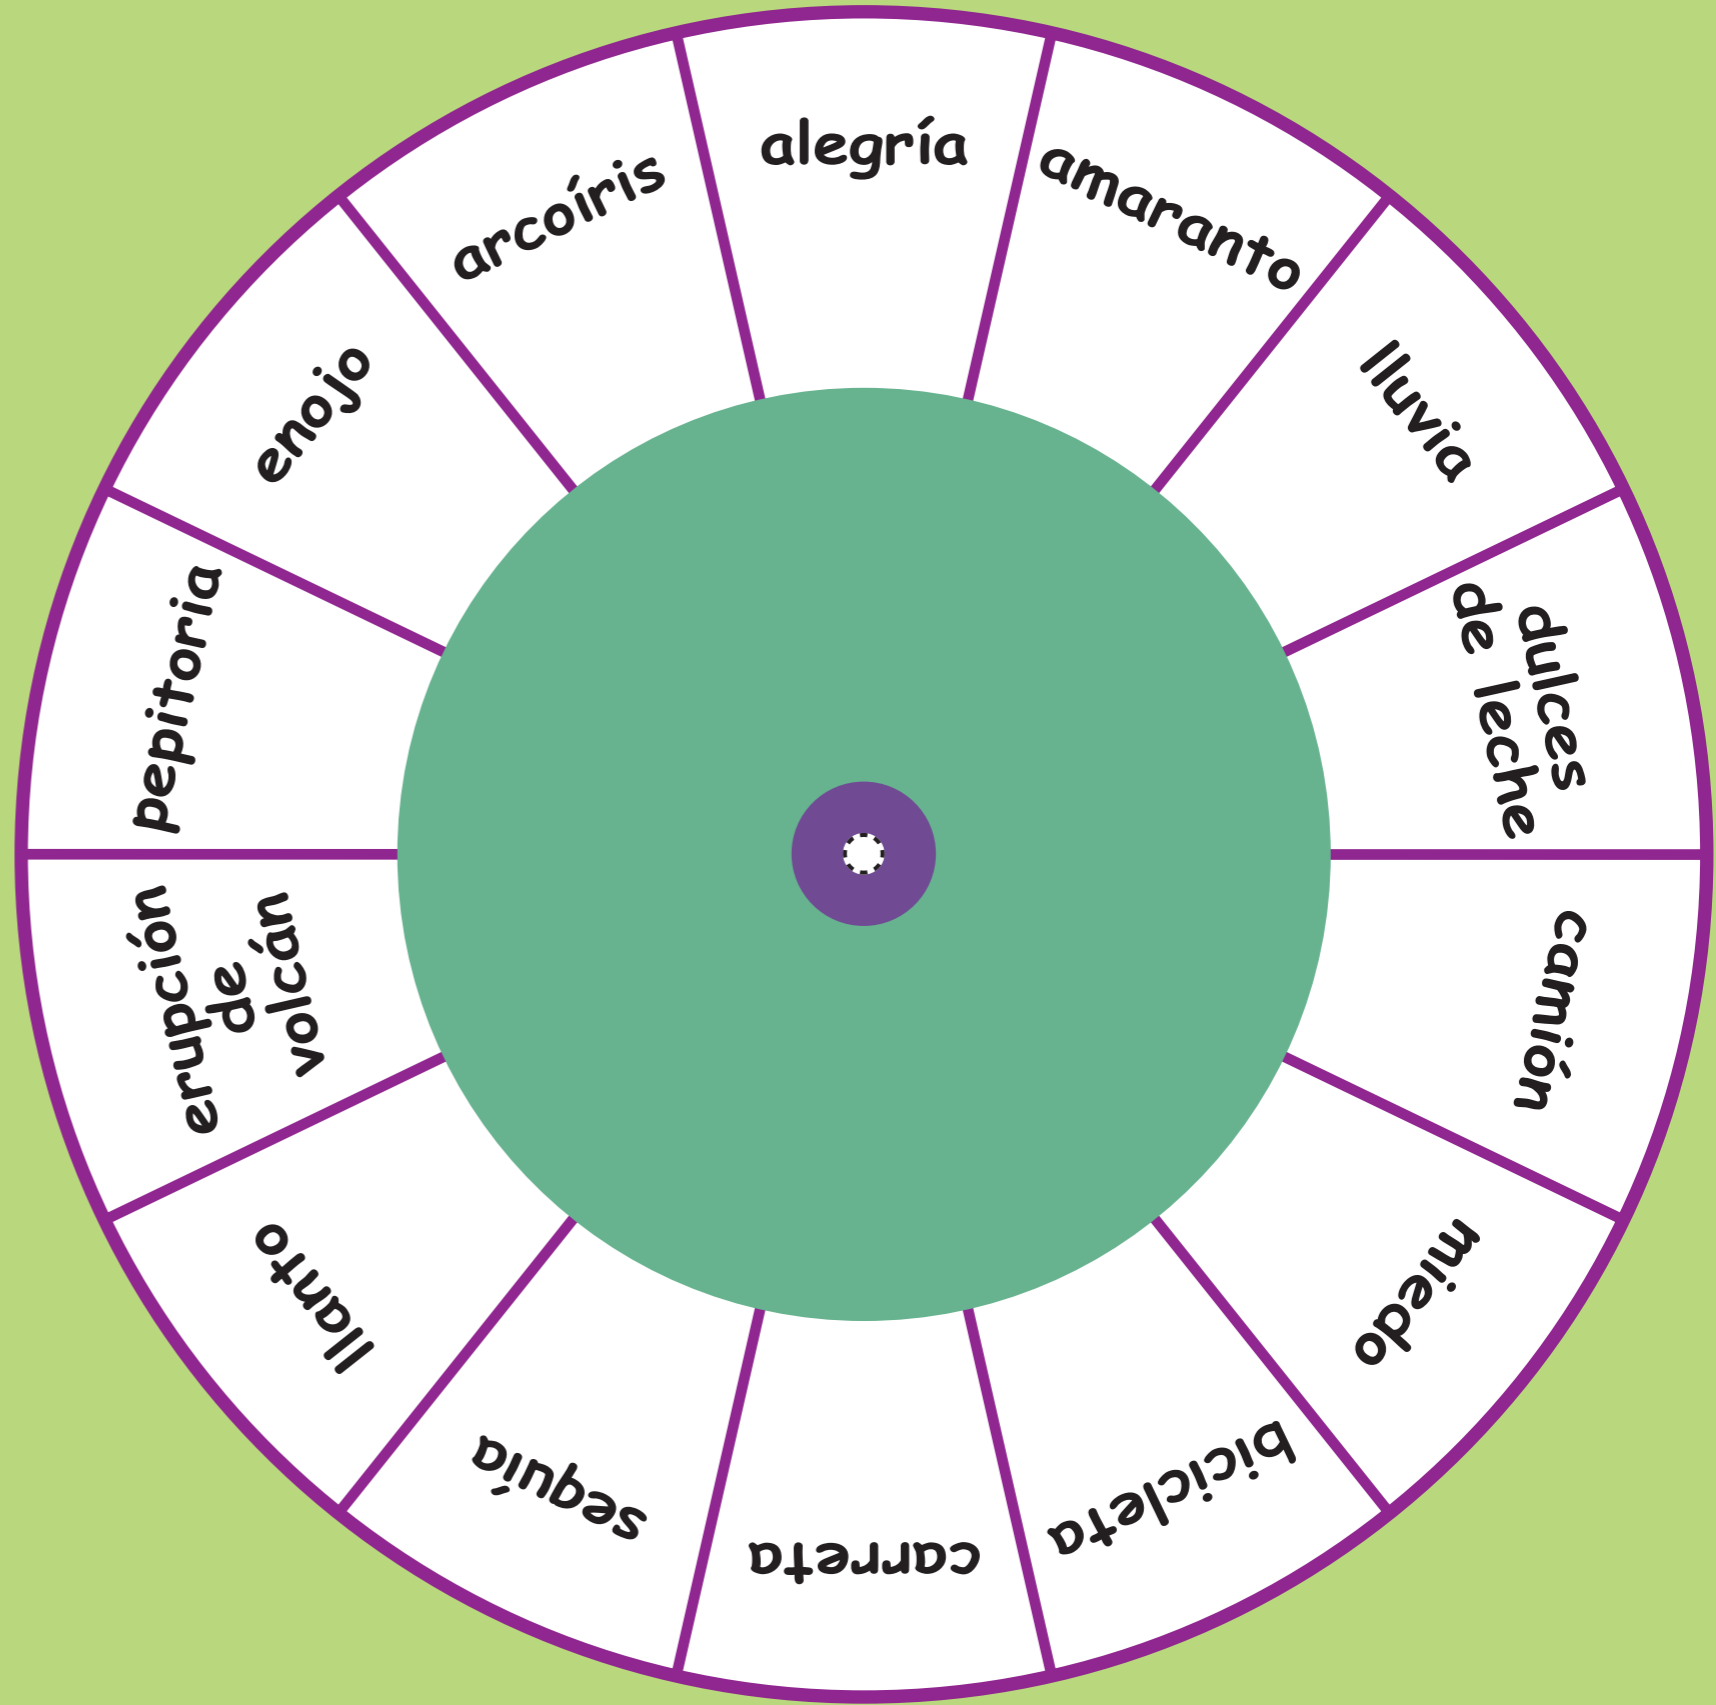 alegría
amaranto
lluvia
dulces
de leche
camión
miedo
bicicleta
carreta
sequía
llanto
erupción
de
volcán
pepitoria
enojo
arcoíris